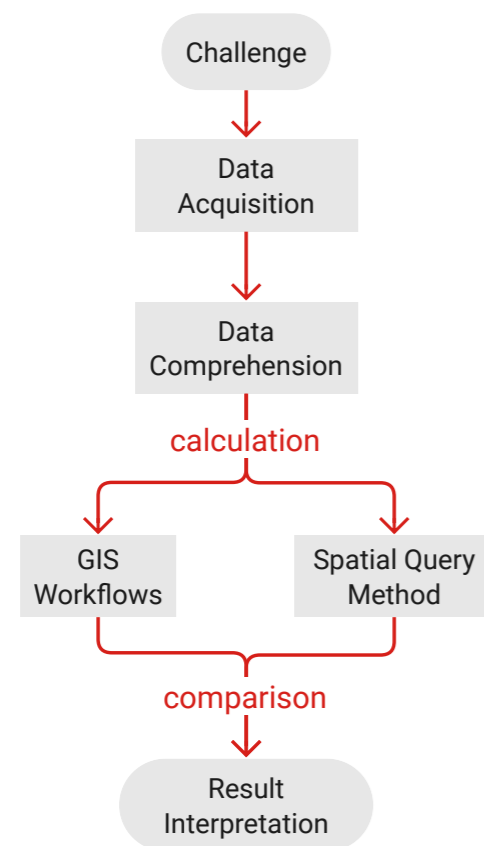 Challenge
Data
Acquisition
Data
Comprehension
calculation
GIS
Workflows
Spatial Query
Method
comparison
Result
Interpretation